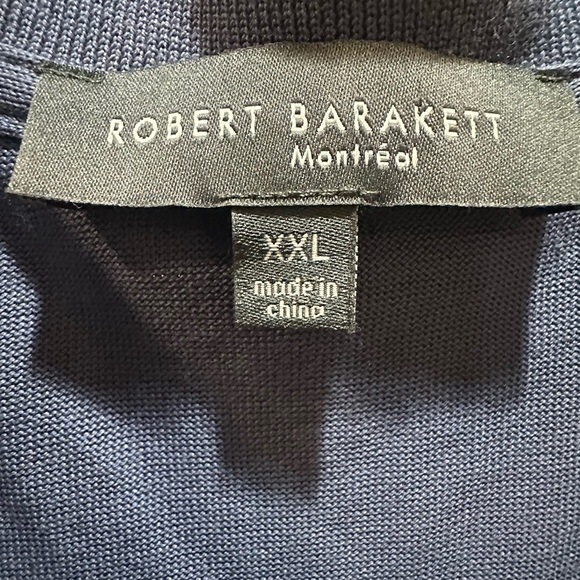 ROBERT BARAKETT
Montréal
XXL
made in
china